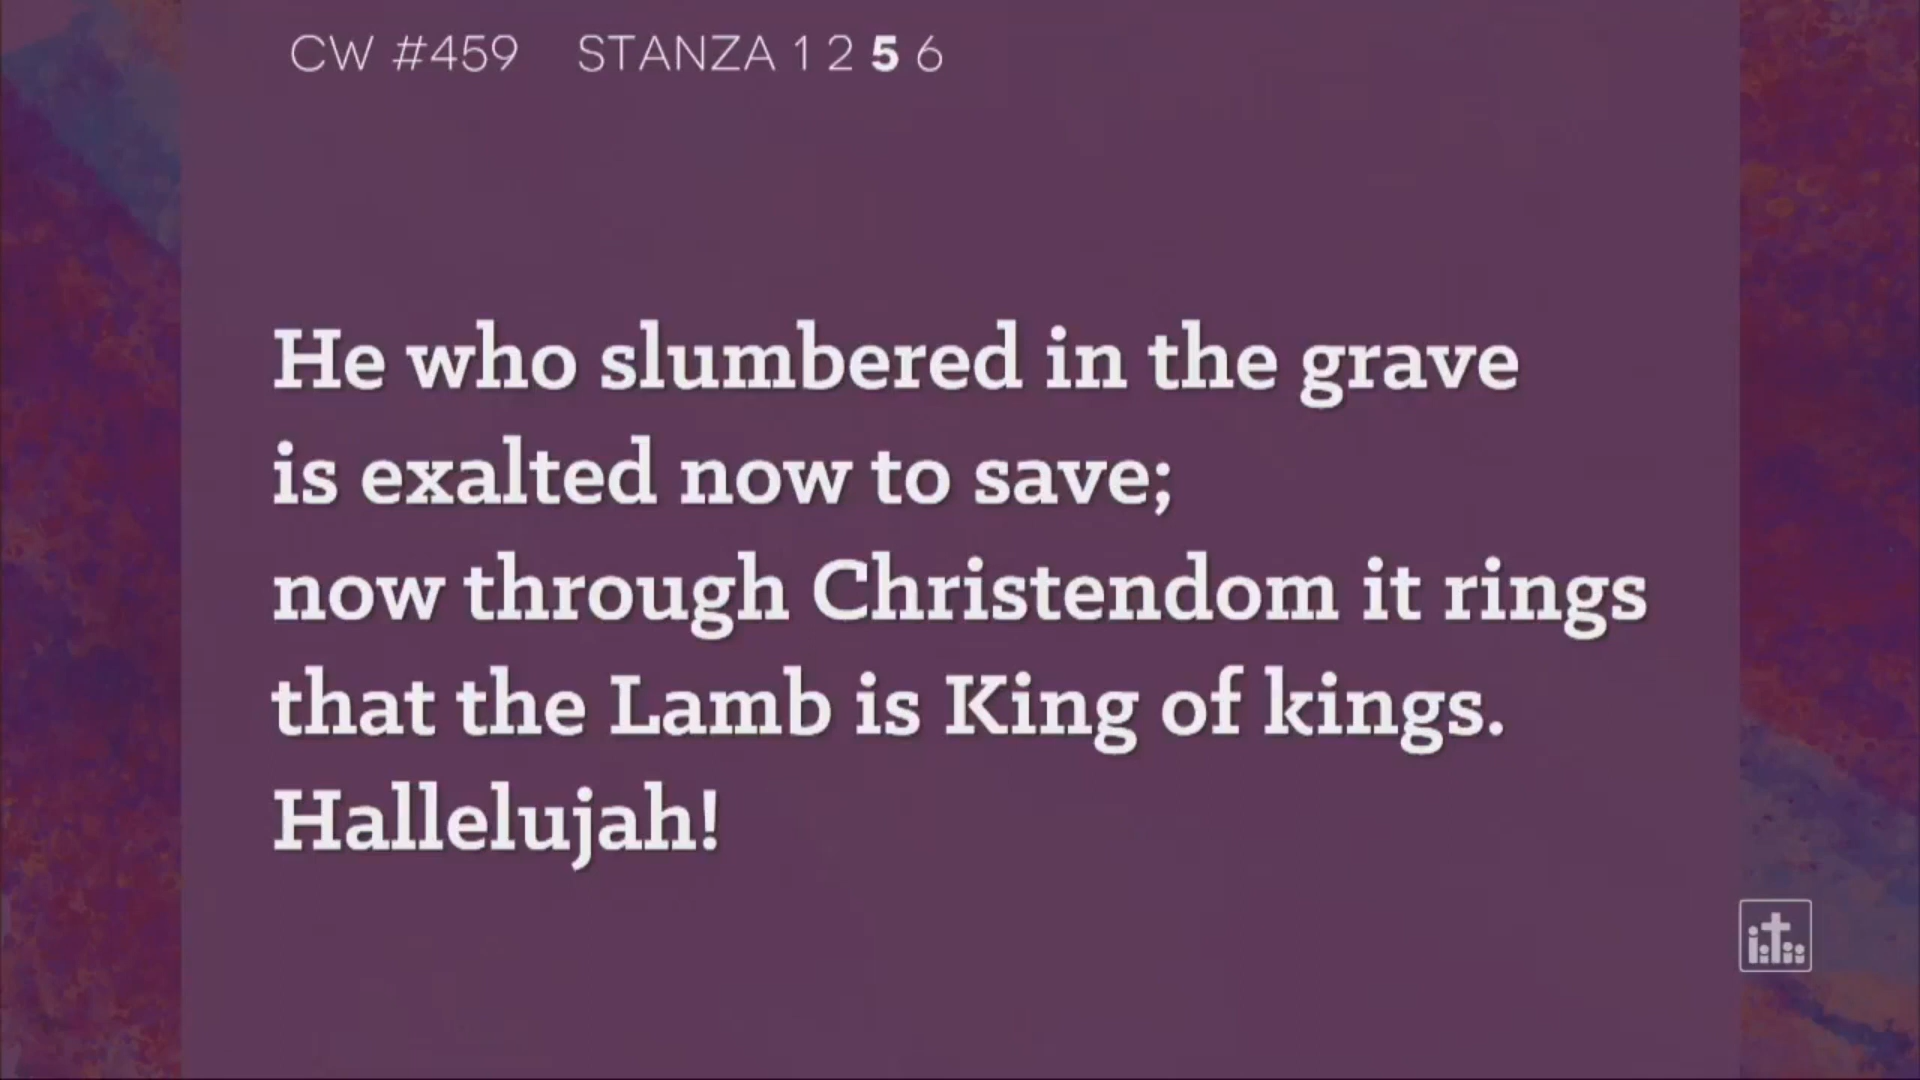 CW #459 STANZA 1 2 5 6
He who slumbered in the grave
is exalted now to save;
now through Christendom it rings
that the Lamb is King of kings.
Hallelujah!